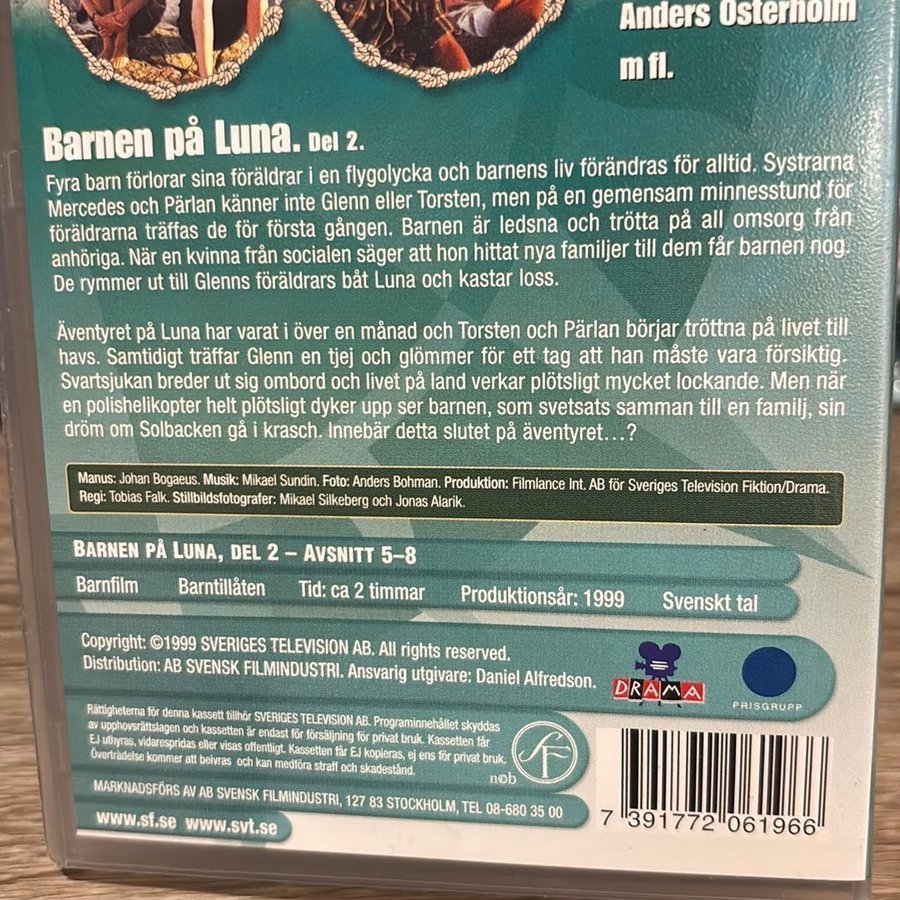 Anders Österholm
m fl.
Barnen på Luna. Del 2.
Fyra barn förlorar sina föräldrar i en flygolycka och barnens liv förändras för alltid. Systrarna
Mercedes och Pärlan känner inte Glenn eller Torsten, men på en gemensam minnesstund för
föräldrarna träffas de för första gången. Barnen är ledsna och trötta på all omsorg från
anhöriga. När en kvinna från socialen säger att hon hittat nya familjer till dem får barnen nog.
De rymmer ut till Glenns föräldrars båt Luna och kastar loss.
Äventyret på Luna har varat i över en månad och Torsten och Pärlan börjar tröttna på livet till
havs. Samtidigt träffar Glenn en tjej och glömmer för ett tag att han måste vara försiktig.
Svartsjukan breder ut sig ombord och livet på land verkar plötsligt mycket lockande. Men när
en polishelikopter helt plötsligt dyker upp ser barnen, som svetsats samman till en familj, sin
dröm om Solbacken gå i krasch. Innebär detta slutet på äventyret...?
Manus: Johan Bogaeus. Musik: Mikael Sundin. Foto: Anders Bohman. Produktion: Filmlance Int. AB för Sveriges Television Fiktion/Drama.
Regi: Tobias Falk. Stillbildsfotografer: Mikael Silkeberg och Jonas Alarik.
BARNEN PÅ LUNA, DEL 2 – AVSNITT 5–8
Barnfilm Barntillåten Tid: ca 2 timmar Produktionsår: 1999 Svenskt tal
Copyright: ©1999 SVERIGES TELEVISION AB. All rights reserved.
Distribution: AB SVENSK FILMINDUSTRI. Ansvarig utgivare: Daniel Alfredson.
DRAMA
PRISGRUPP
Rättigheterna för denna kassett tillhör SVERIGES TELEVISION AB. Programinnehållet skyddas
av upphovsrättslagen och kassetten är endast för försäljning för privat bruk. Kassetten får
EJ uthyras, vidarespridas eller visas offentligt. Kassetten får EJ kopieras, ej ens för privat bruk.
Överträdelse kommer att beivras och kan medföra straff och skadestånd.
n©b
SF
MARKNADSFÖRS AV AB SVENSK FILMINDUSTRI, 127 83 STOCKHOLM, TEL 08-680 35 00
www.sf.se www.svt.se
7 391772 061966